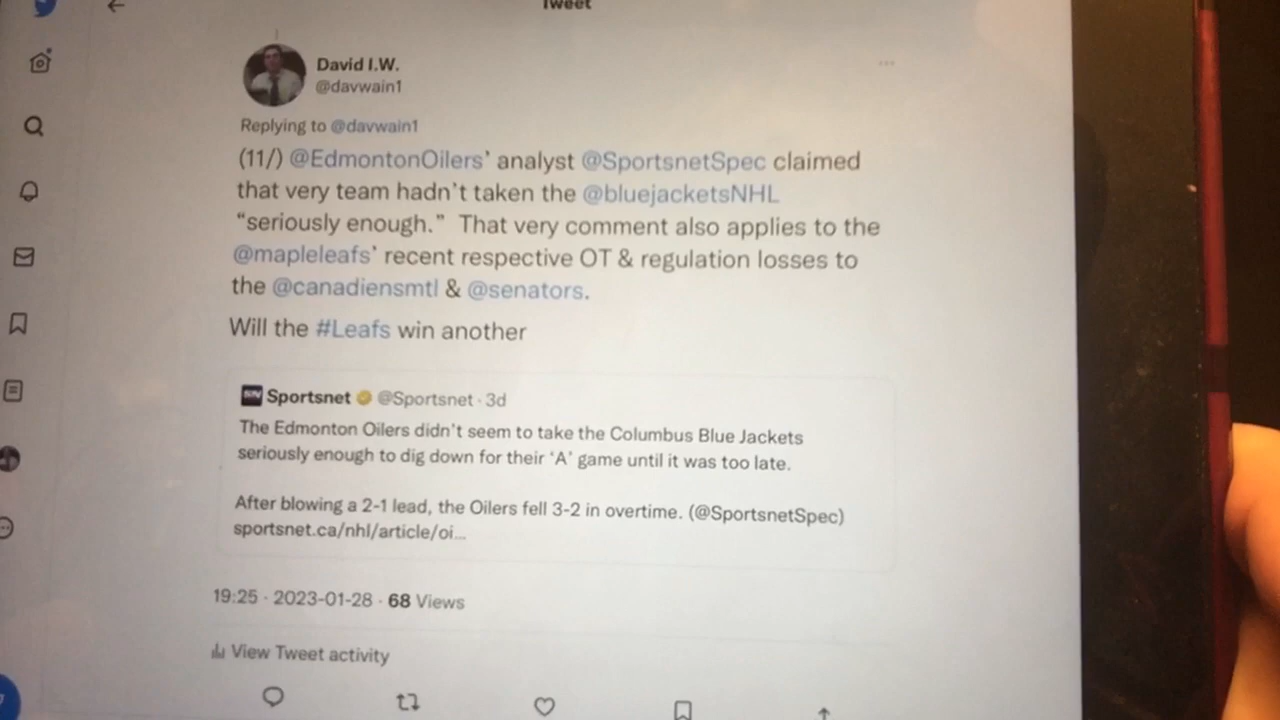 Tweet
David I.W.
@davwain1
Replying to @davwain1
(11/) @EdmontonOilers’ analyst @SportsnetSpec claimed
that very team hadn’t taken the @bluejacketsNHL
“seriously enough.”  That very comment also applies to the
@mapleleafs’ recent respective OT & regulation losses to
the @canadiensmtl & @senators.
Will the #Leafs win another
SN Sportsnet @Sportsnet · 3d
The Edmonton Oilers didn’t seem to take the Columbus Blue Jackets
seriously enough to dig down for their ‘A’ game until it was too late.
After blowing a 2-1 lead, the Oilers fell 3-2 in overtime. (@SportsnetSpec)
sportsnet.ca/nhl/article/oi...
19:25 · 2023-01-28 · 68 Views
View Tweet activity